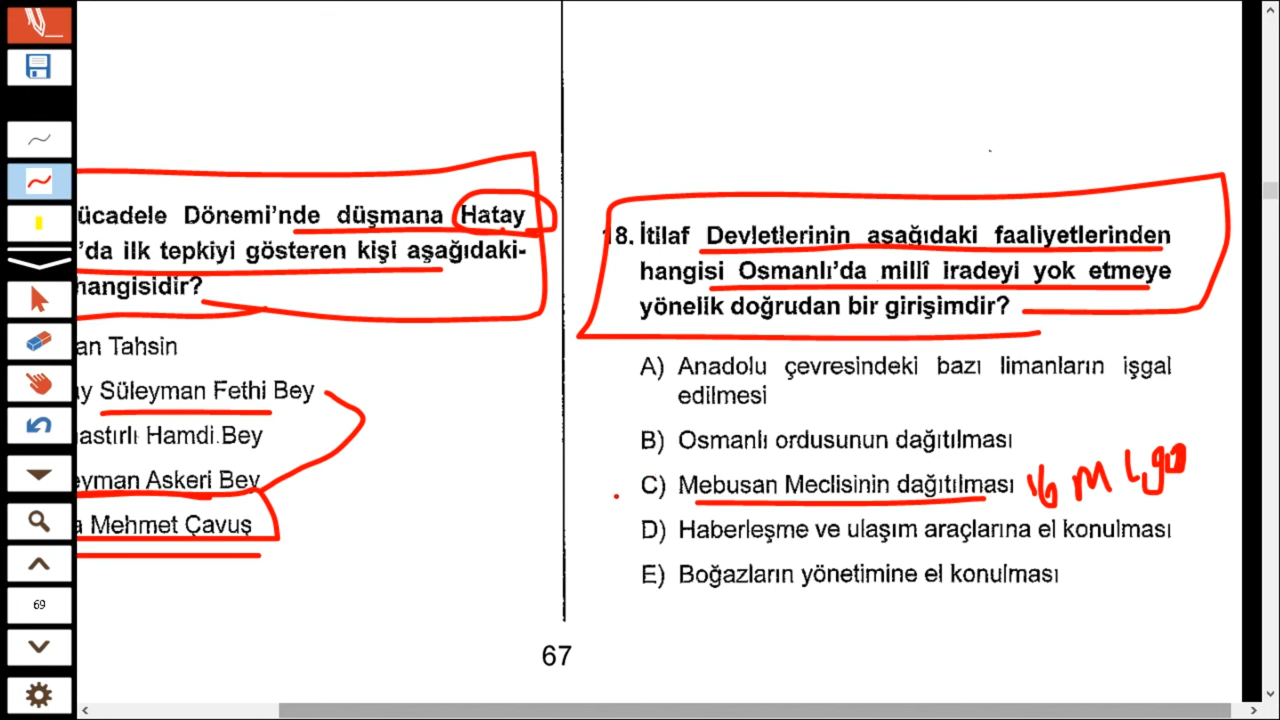 ücadele Dönemi’nde düşmana Hatay
’da ilk tepkiyi gösteren kişi aşağıdaki-
hangisidir?
an Tahsin
y Süleyman Fethi Bey
astırlı Hamdi Bey
eyman Askeri Bey
a Mehmet Çavuş
18. İtilaf Devletlerinin aşağıdaki faaliyetlerinden
hangisi Osmanlı’da millî iradeyi yok etmeye
yönelik doğrudan bir girişimdir?
A) Anadolu çevresindeki bazı limanların işgal
edilmesi
B) Osmanlı ordusunun dağıtılması
C) Mebusan Meclisinin dağıtılması 16 M 1920
D) Haberleşme ve ulaşım araçlarına el konulması
E) Boğazların yönetimine el konulması
67
69